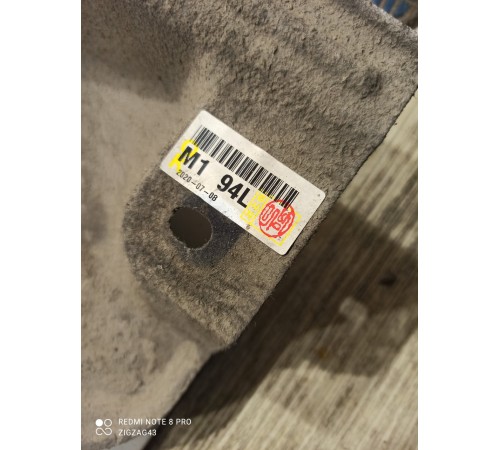 M1 94L
2020-07-08
REDMI NOTE 8 PRO
ZIGZAG43